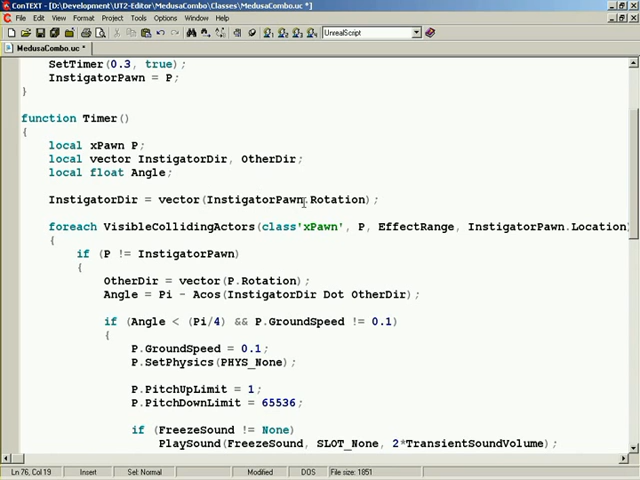 ConTEXT - [D:\Development\UT2-Editor\MedusaCombo\Classes\MedusaCombo.uc *]
File Edit View Format Project Tools Options Window Help
UnrealScript
MedusaCombo.uc *
SetTimer(0.3, true);
InstigatorPawn = P;
}
function Timer()
{
local xPawn P;
local vector InstigatorDir, OtherDir;
local float Angle;
InstigatorDir = vector(InstigatorPawn.Rotation);
foreach VisibleCollidingActors(class'xPawn', P, EffectRange, InstigatorPawn.Location)
{
if (P != InstigatorPawn)
{
OtherDir = vector(P.Rotation);
Angle = Pi - Acos(InstigatorDir Dot OtherDir);
if (Angle < (Pi/4) && P.GroundSpeed != 0.1)
{
P.GroundSpeed = 0.1;
P.SetPhysics(PHYS_None);
P.PitchUpLimit = 1;
P.PitchDownLimit = 65536;
if (FreezeSound != None)
PlaySound(FreezeSound, SLOT_None, 2*TransientSoundVolume);
Ln 76, Col 19 Insert Sel: Normal Modified DOS File size: 1851